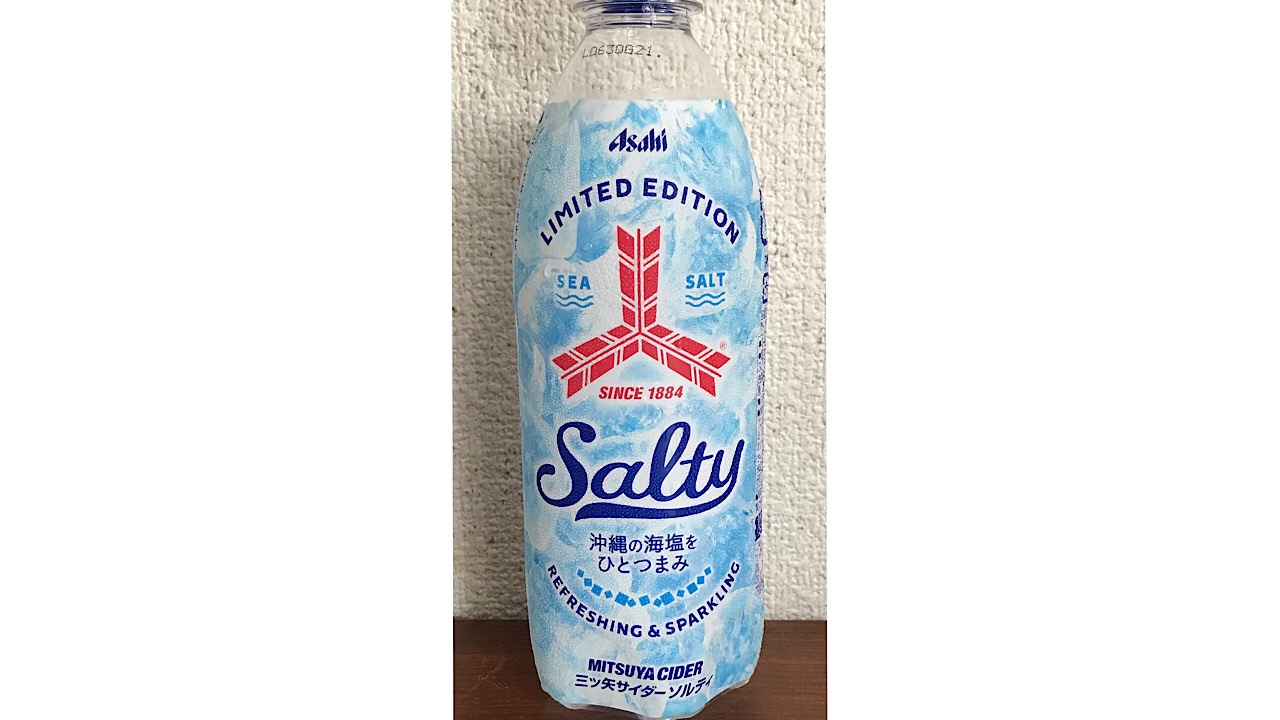 L0630G21.
Asahi
LIMITED EDITION
SEA SALT
®
SINCE 1884
Salty
沖縄の海塩を
ひとつまみ
REFRESHING & SPARKLING
MITSUYA CIDER
三ツ矢サイダーソルティ